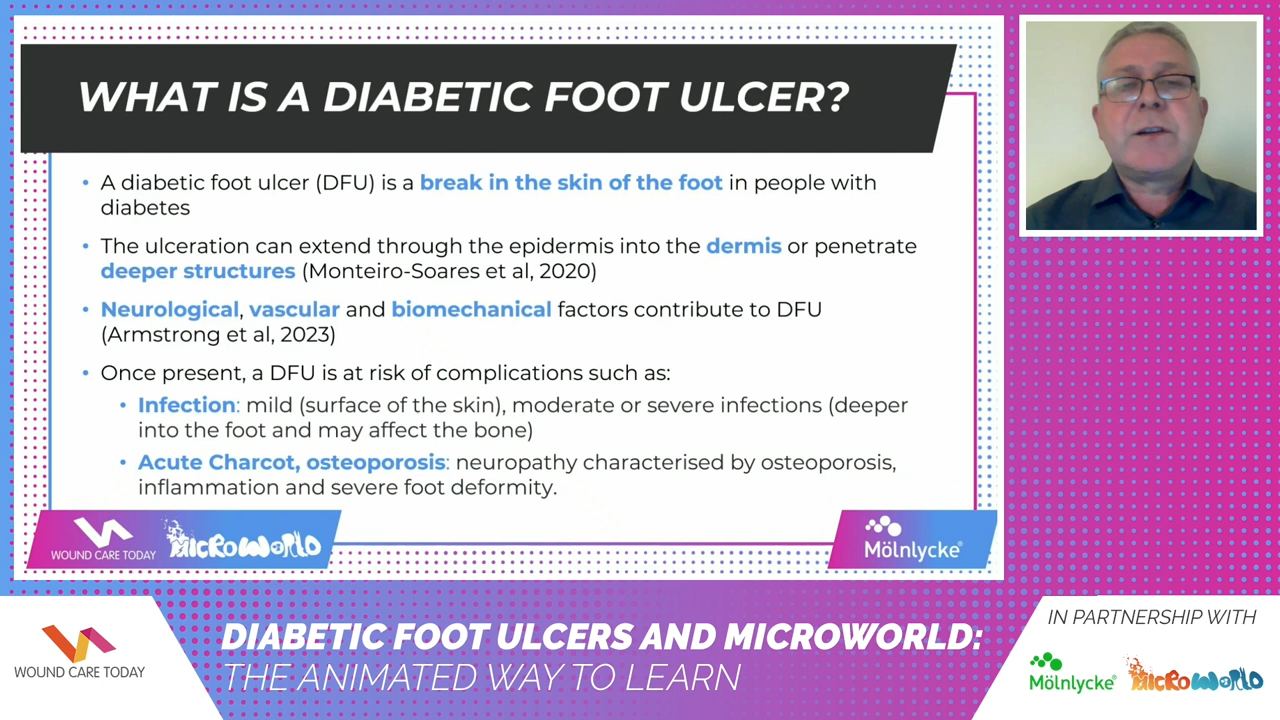 WHAT IS A DIABETIC FOOT ULCER?
• A diabetic foot ulcer (DFU) is a break in the skin of the foot in people with
diabetes
• The ulceration can extend through the epidermis into the dermis or penetrate
deeper structures (Monteiro-Soares et al, 2020)
• Neurological, vascular and biomechanical factors contribute to DFU
(Armstrong et al, 2023)
• Once present, a DFU is at risk of complications such as:
• Infection: mild (surface of the skin), moderate or severe infections (deeper
into the foot and may affect the bone)
• Acute Charcot, osteoporosis: neuropathy characterised by osteoporosis,
inflammation and severe foot deformity.
WOUND CARE TODAY
MICROWORLD
Mölnlycke®
WOUND CARE TODAY
DIABETIC FOOT ULCERS AND MICROWORLD:
THE ANIMATED WAY TO LEARN
IN PARTNERSHIP WITH
Mölnlycke®
MICROWORLD